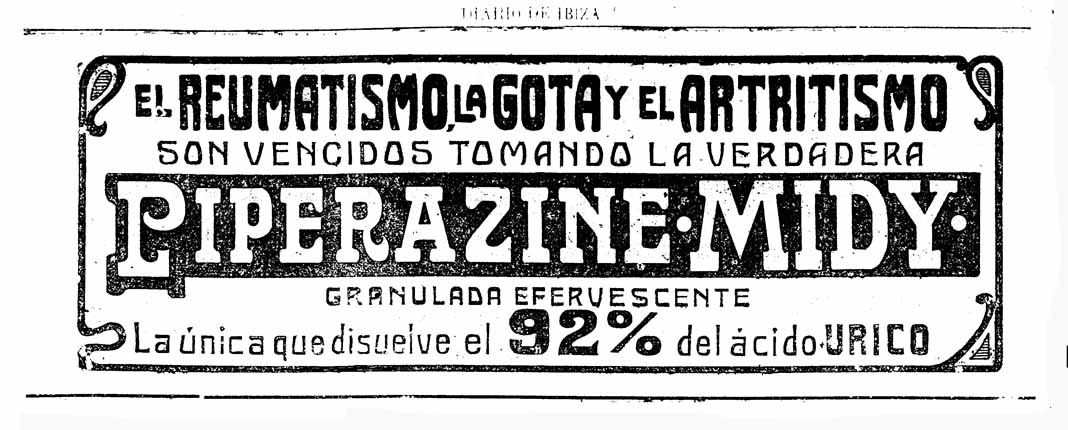 DIARIO DE IBIZA
EL REUMATISMO, LA GOTA Y EL ARTRITISMO
SON VENCIDOS TOMANDO LA VERDADERA
PIPERAZINE·MIDY·
GRANULADA EFERVESCENTE
La única que disuelve el 92% del ácido URICO